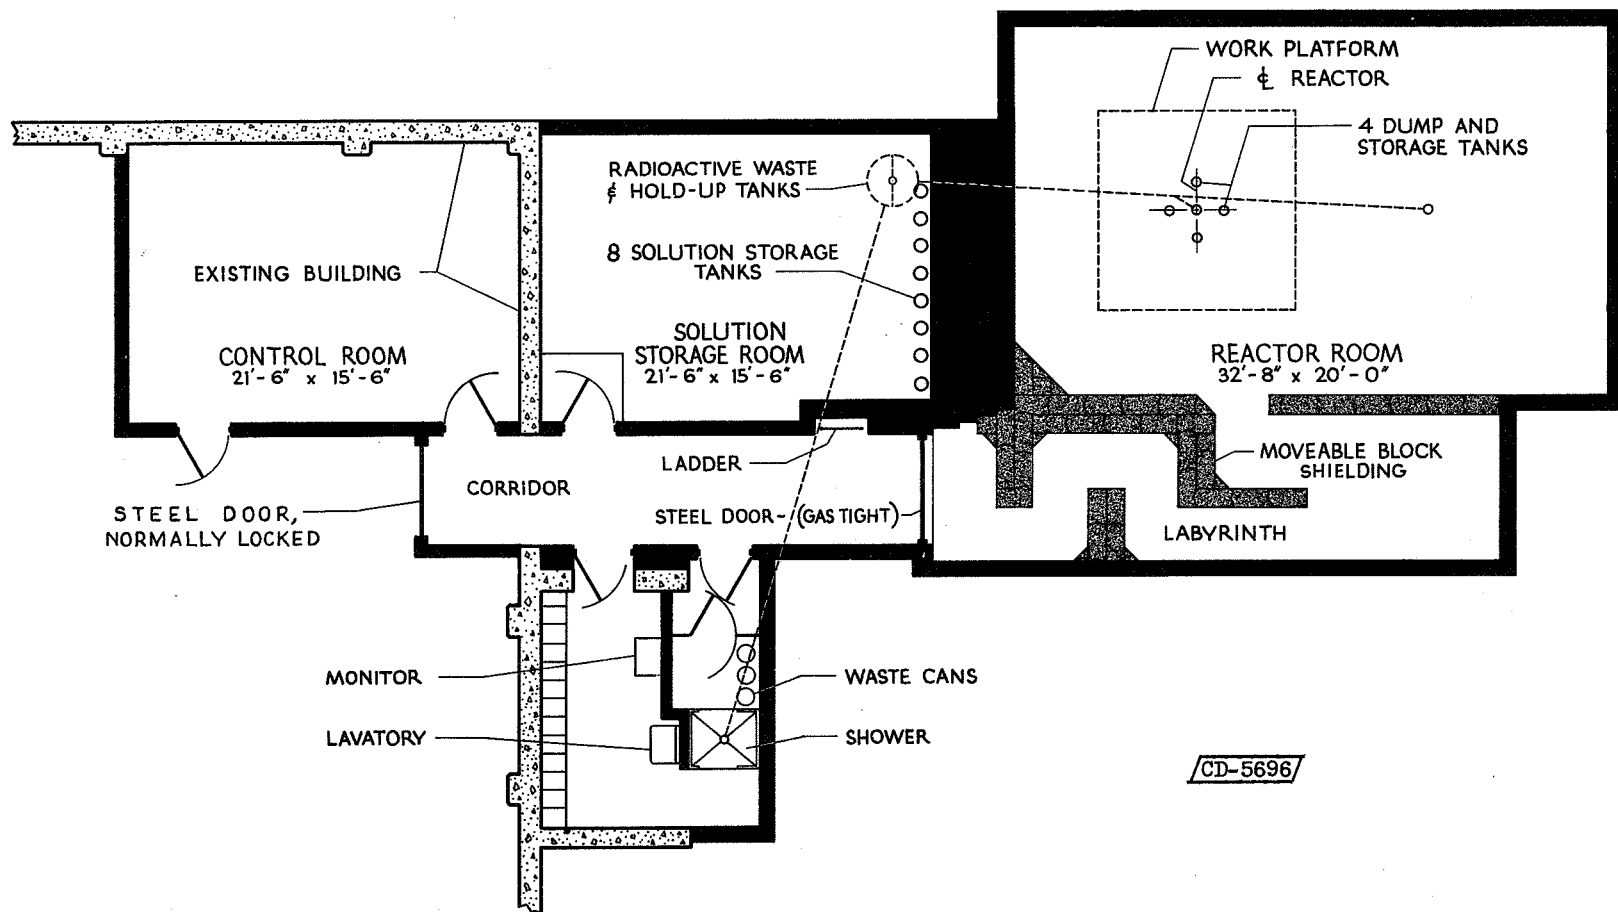 WORK PLATFORM
℄ REACTOR
4 DUMP AND
STORAGE TANKS
RADIOACTIVE WASTE
& HOLD-UP TANKS
8 SOLUTION STORAGE
TANKS
EXISTING BUILDING
CONTROL ROOM
21'-6" x 15'-6"
SOLUTION
STORAGE ROOM
21'-6" x 15'-6"
REACTOR ROOM
32'-8" x 20'-0"
LADDER
MOVEABLE BLOCK
SHIELDING
CORRIDOR
STEEL DOOR,
NORMALLY LOCKED
STEEL DOOR- (GAS TIGHT)
LABYRINTH
MONITOR
WASTE CANS
LAVATORY
SHOWER
CD-5696